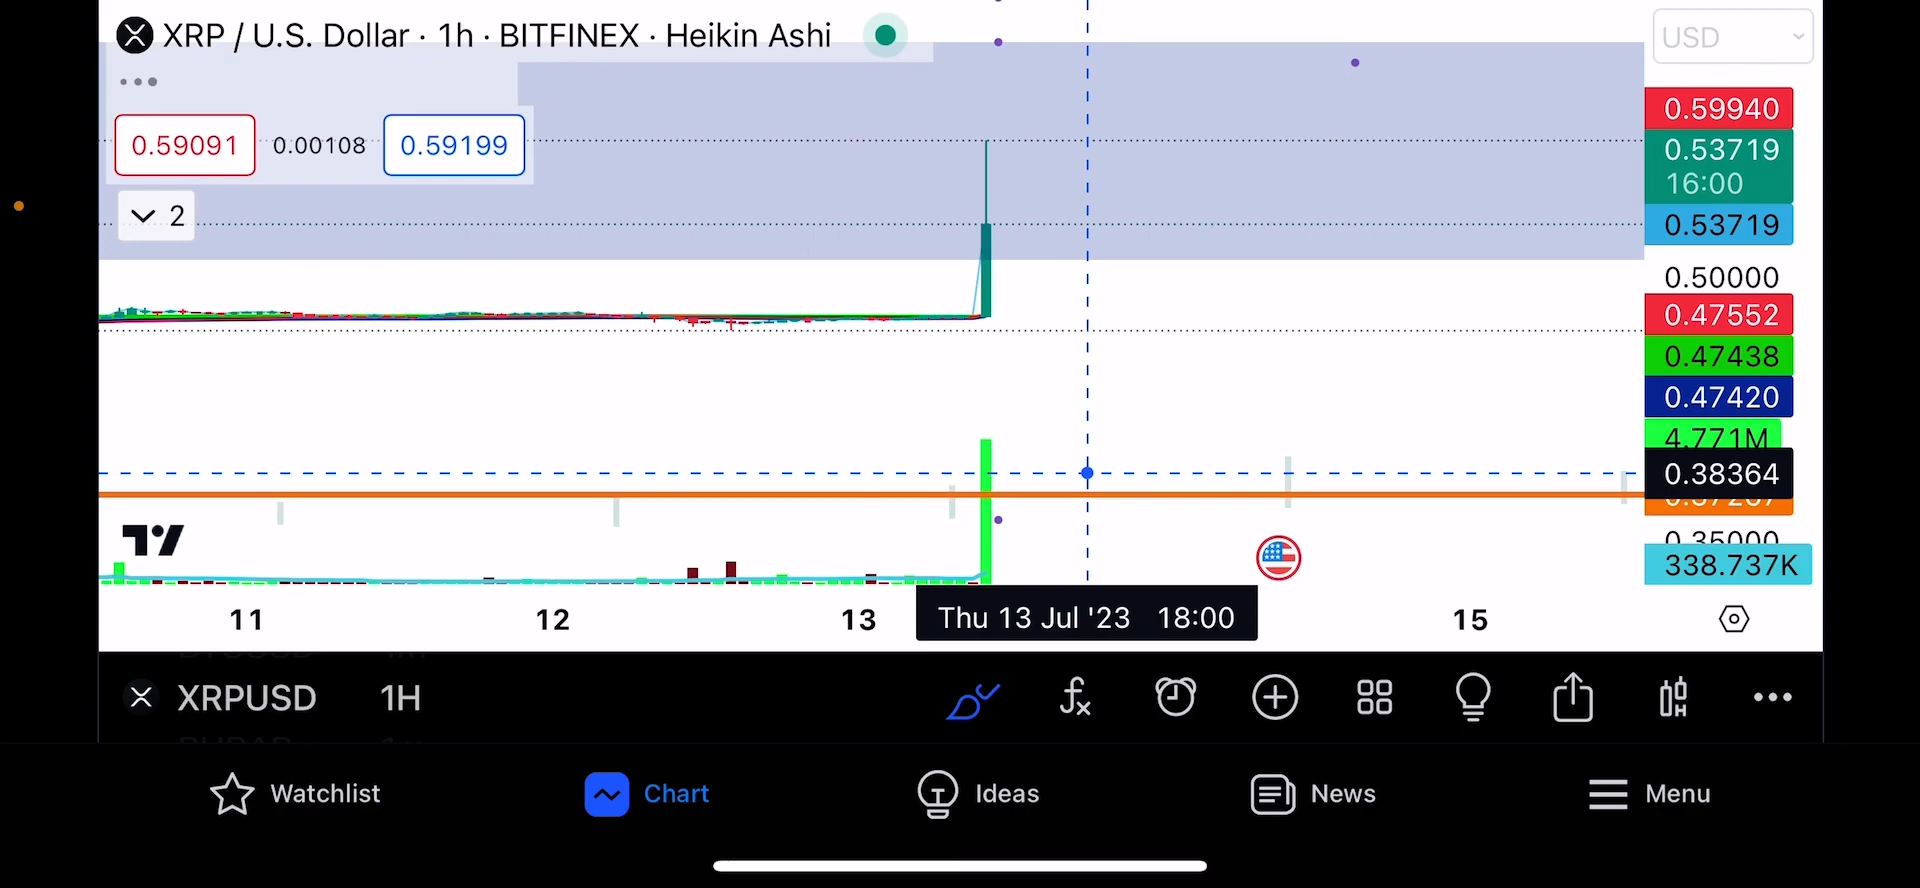 XRP / U.S. Dollar · 1h · BITFINEX · Heikin Ashi
USD
0.59091 0.00108 0.59199
2
0.59940
0.53719
16:00
0.53719
0.50000
0.47552
0.47438
0.47420
4.771M
0.38364
0.35000
338.737K
11 12 13 Thu 13 Jul '23 18:00 15
XRPUSD 1H
Watchlist Chart Ideas News Menu